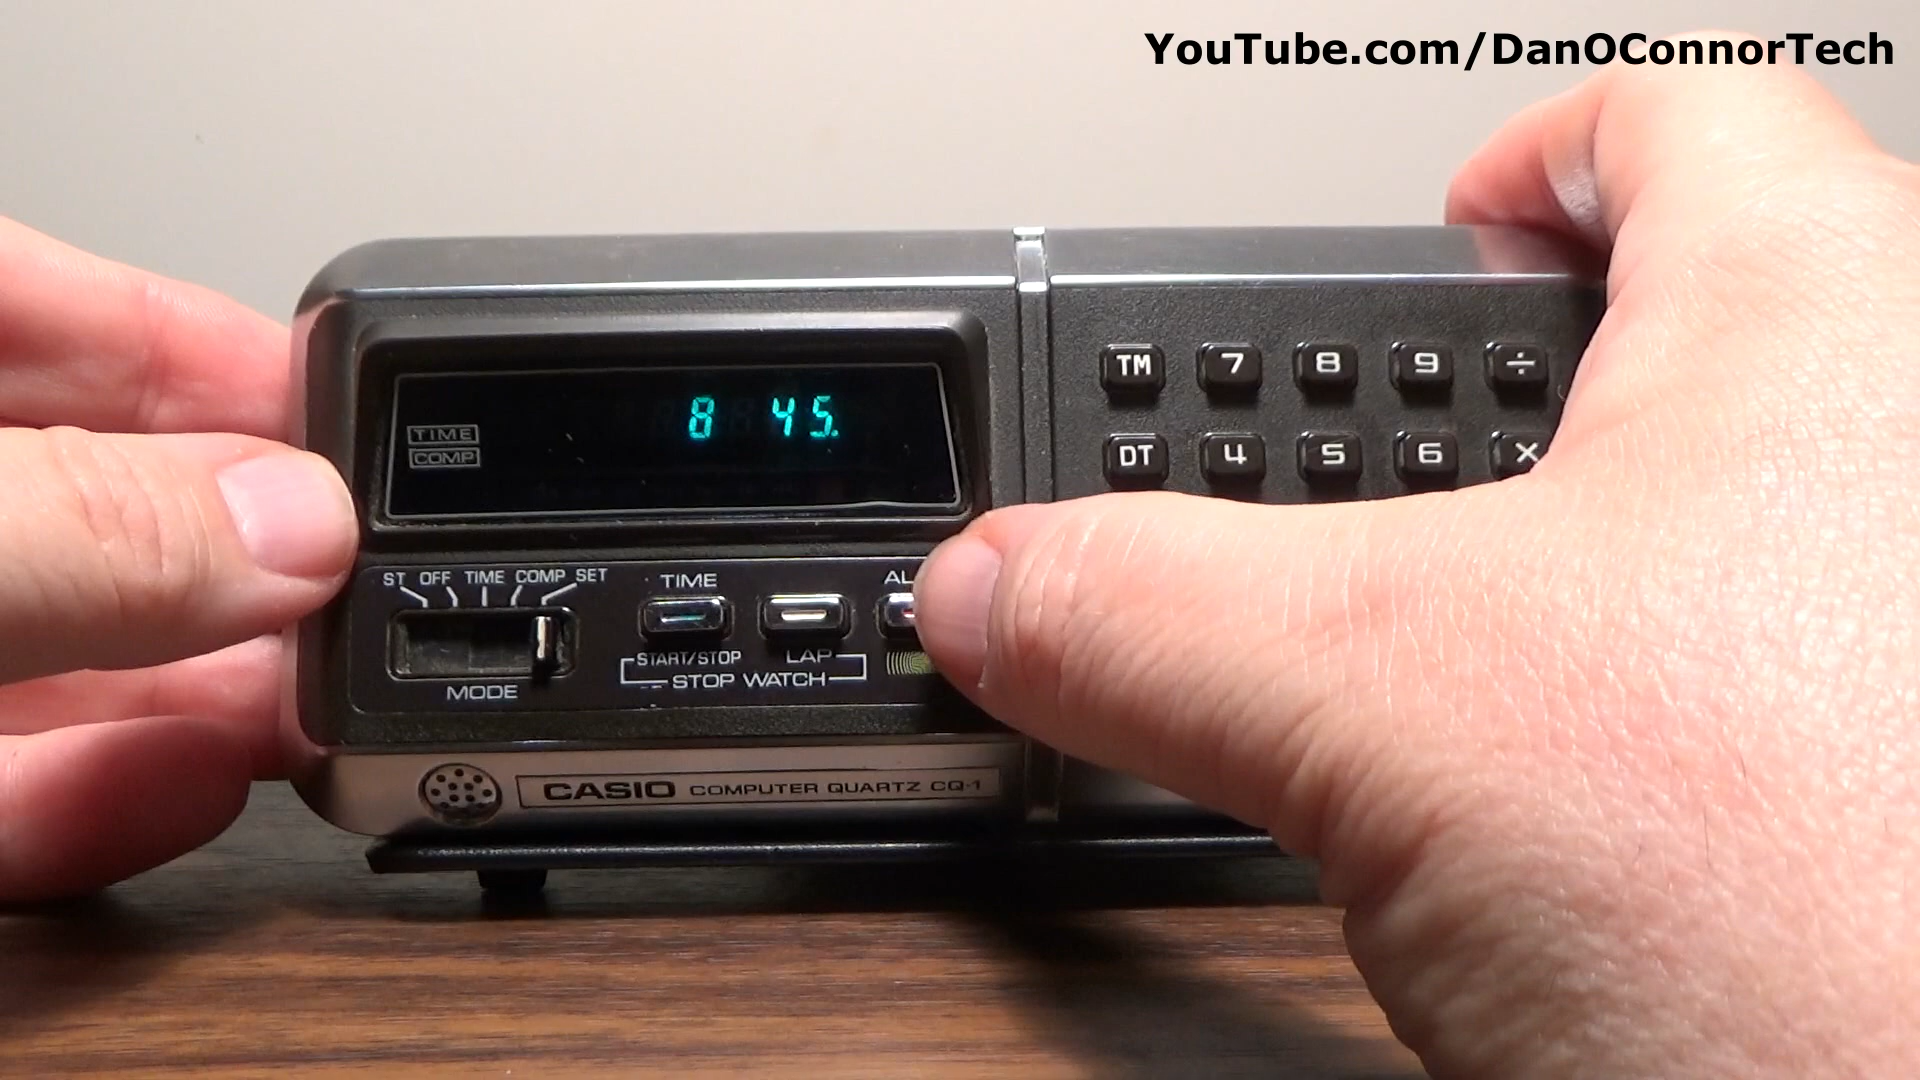 YouTube.com/DanOConnorTech
8 45.
TIME
COMP
TM 7 8 9 ÷
DT 4 5 6 ×
ST OFF TIME COMP SET
MODE
TIME
AL
START/STOP LAP
STOP WATCH
CASIO COMPUTER QUARTZ CQ-1